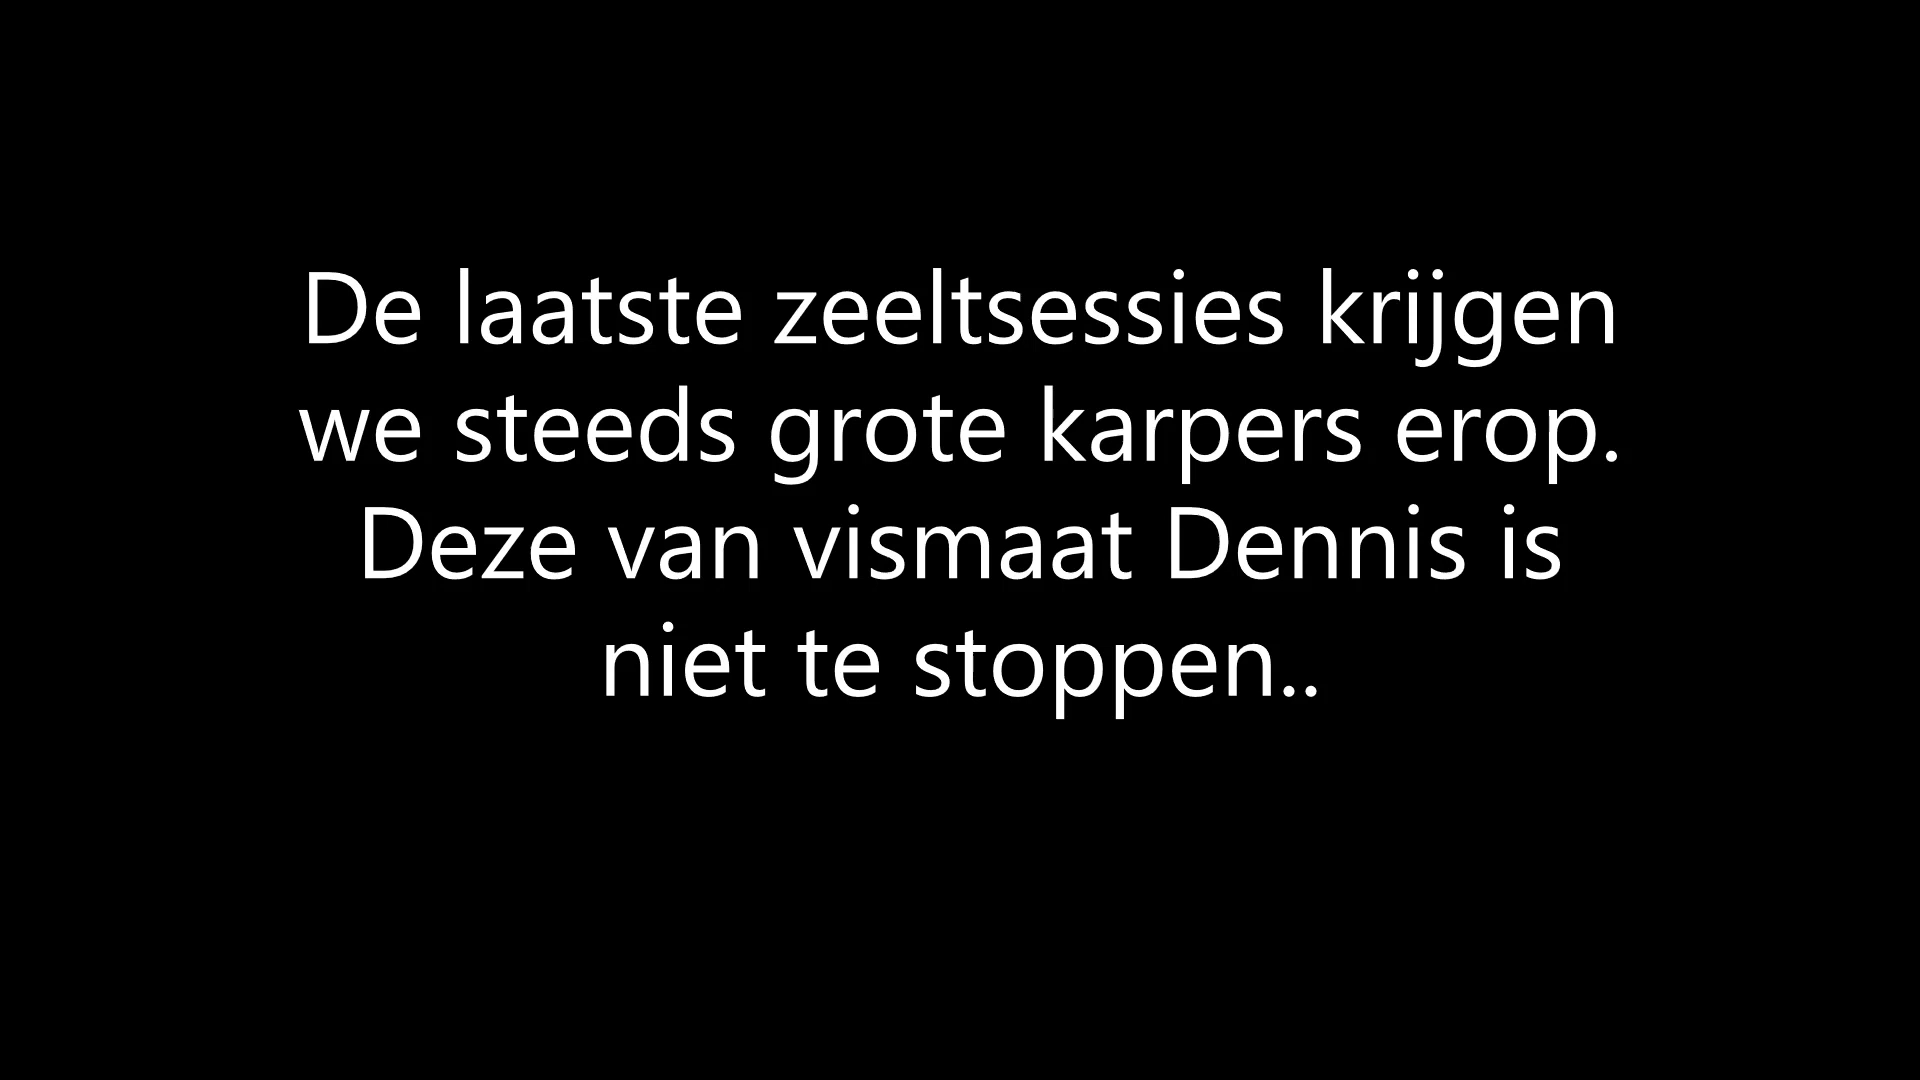 De laatste zeeltsessies krijgen
we steeds grote karpers erop.
Deze van vismaat Dennis is
niet te stoppen..